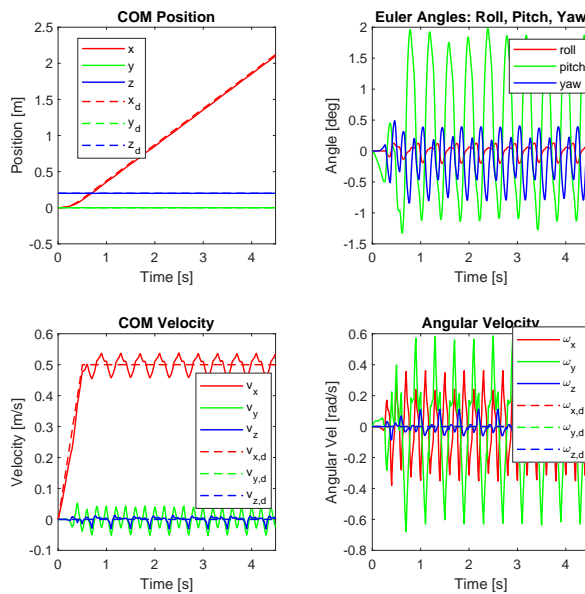 COM Position
Position [m]
2.5
2
1.5
1
0.5
0
-0.5
x
y
z
x_d
y_d
z_d
0 1 2 3 4
Time [s]
Euler Angles: Roll, Pitch, Yaw
Angle [deg]
2
1.5
1
0.5
0
-0.5
-1
-1.5
roll
pitch
yaw
0 1 2 3 4
Time [s]
COM Velocity
Velocity [m/s]
0.6
0.5
0.4
0.3
0.2
0.1
0
-0.1
v_x
v_y
v_z
v_x,d
v_y,d
v_z,d
0 1 2 3 4
Time [s]
Angular Velocity
Angular Vel [rad/s]
0.6
0.4
0.2
0
-0.2
-0.4
-0.6
-0.8
ω_x
ω_y
ω_z
ω_x,d
ω_y,d
ω_z,d
0 1 2 3 4
Time [s]